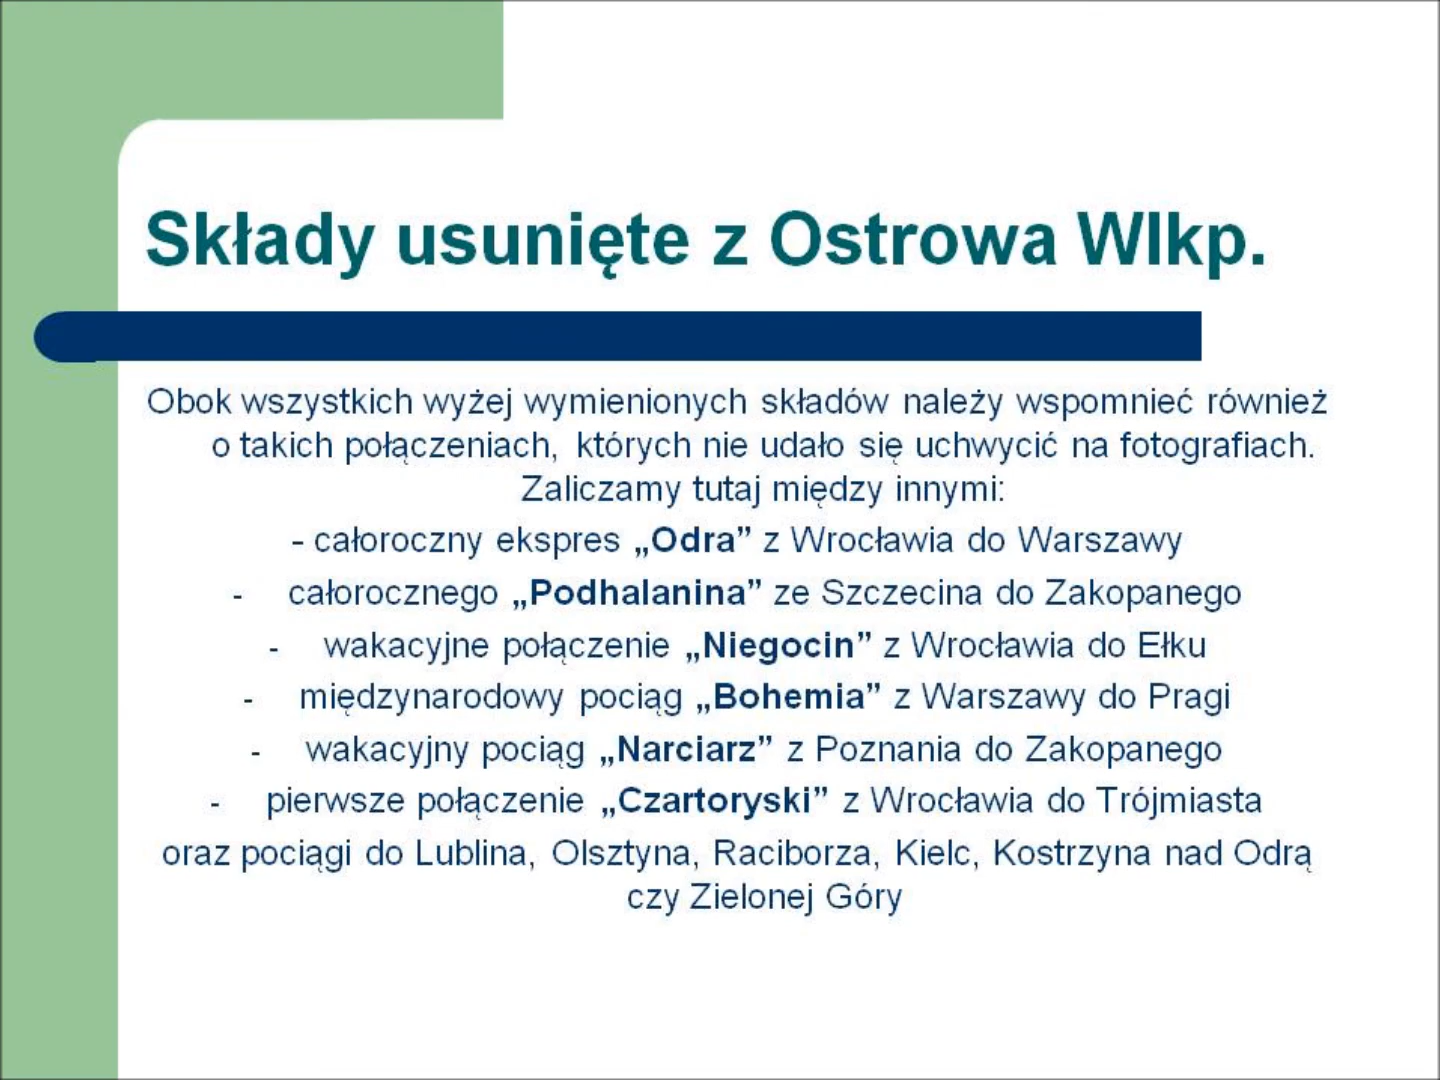 Składy usunięte z Ostrowa Wlkp.
Obok wszystkich wyżej wymienionych składów należy wspomnieć również
o takich połączeniach, których nie udało się uchwycić na fotografiach.
Zaliczamy tutaj między innymi:
- całoroczny ekspres „Odra” z Wrocławia do Warszawy
- całorocznego „Podhalanina” ze Szczecina do Zakopanego
- wakacyjne połączenie „Niegocin” z Wrocławia do Ełku
- międzynarodowy pociąg „Bohemia” z Warszawy do Pragi
- wakacyjny pociąg „Narciarz” z Poznania do Zakopanego
- pierwsze połączenie „Czartoryski” z Wrocławia do Trójmiasta
oraz pociągi do Lublina, Olsztyna, Raciborza, Kielc, Kostrzyna nad Odrą
czy Zielonej Góry